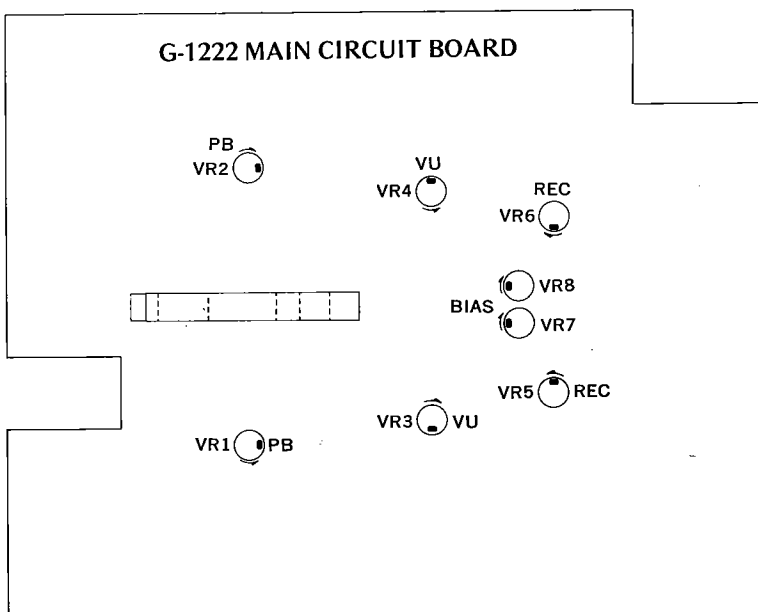 G-1222 MAIN CIRCUIT BOARD
PB
VR2
VU
VR4
REC
VR6
VR8
BIAS
VR7
VR5 REC
VR3 VU
VR1 PB